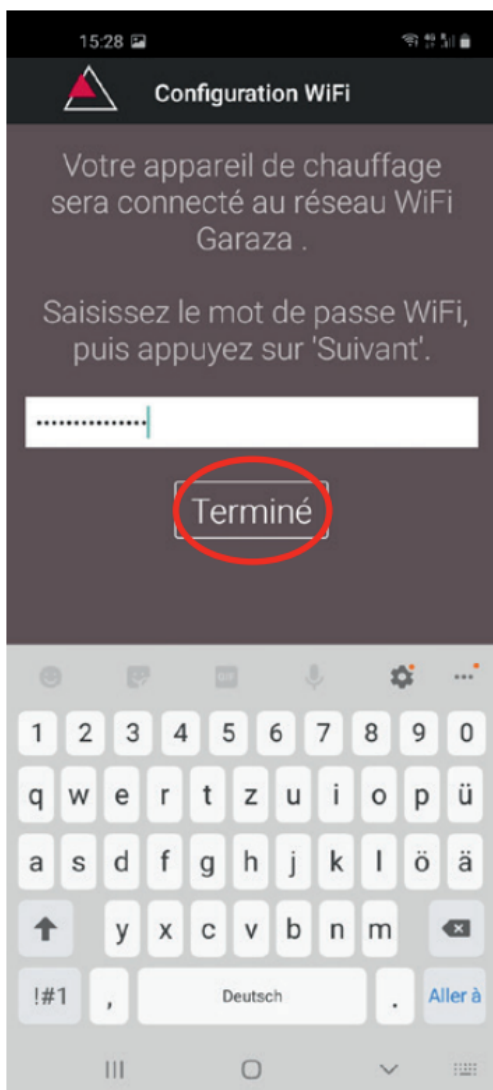 15:28
Configuration WiFi
Votre appareil de chauffage
sera connecté au réseau WiFi
Garaza .
Saisissez le mot de passe WiFi,
puis appuyez sur 'Suivant'.
•••••••••••••••
Terminé
GIF
1 2 3 4 5 6 7 8 9 0
q w e r t z u i o p ü
a s d f g h j k l ö ä
y x c v b n m
!#1 , Deutsch . Aller à